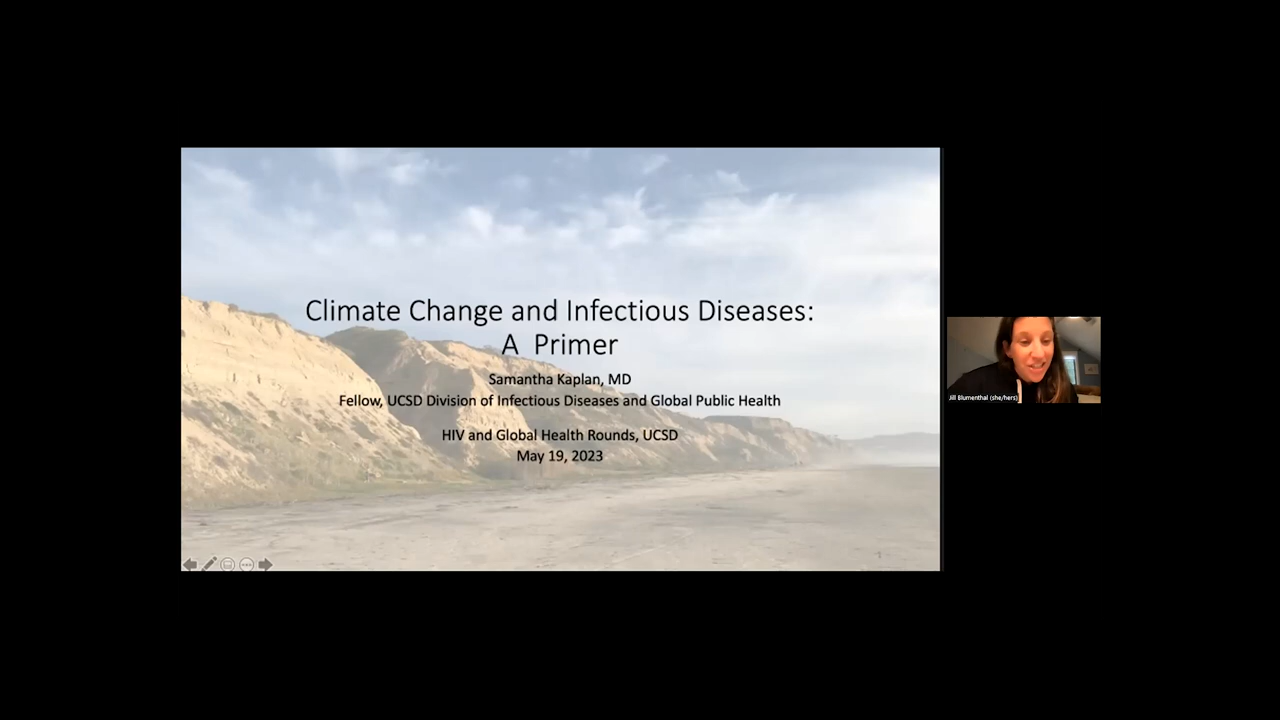 Climate Change and Infectious Diseases:
A Primer
Samantha Kaplan, MD
Fellow, UCSD Division of Infectious Diseases and Global Public Health
HIV and Global Health Rounds, UCSD
May 19, 2023
Jill Blumenthal (she/hers)